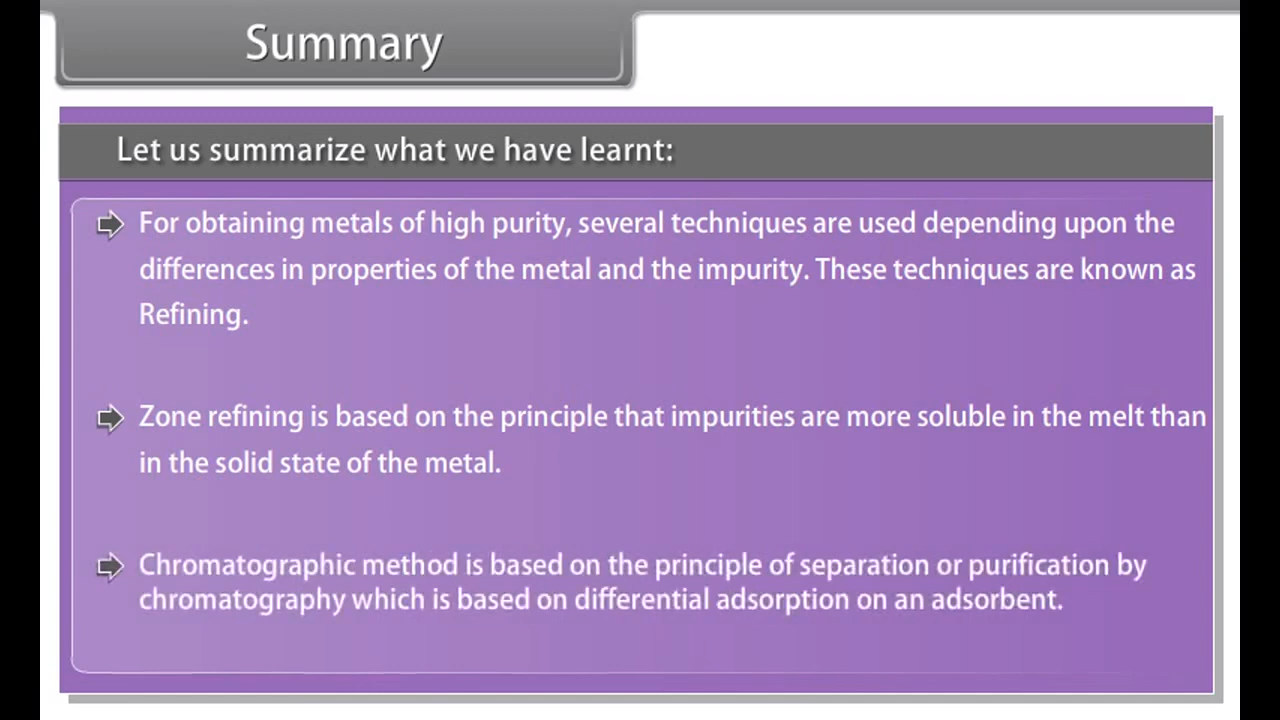 Summary
Let us summarize what we have learnt:
For obtaining metals of high purity, several techniques are used depending upon the
differences in properties of the metal and the impurity. These techniques are known as
Refining.
Zone refining is based on the principle that impurities are more soluble in the melt than
in the solid state of the metal.
Chromatographic method is based on the principle of separation or purification by
chromatography which is based on differential adsorption on an adsorbent.